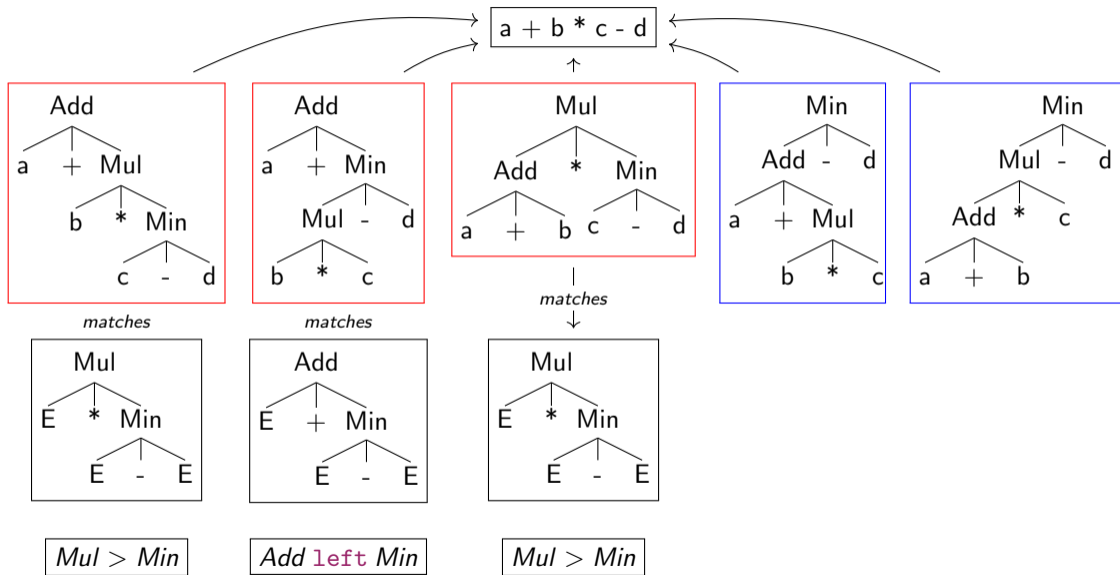 a + b * c - d
Add
a + Mul
b * Min
c - d
Add
a + Min
Mul - d
b * c
Mul
Add * Min
a + b c - d
Min
Add - d
a + Mul
b * c
Min
Mul - d
Add * c
a + b
matches
matches
matches
Mul
E * Min
E - E
Add
E + Min
E - E
Mul
E * Min
E - E
Mul > Min
Add left Min
Mul > Min